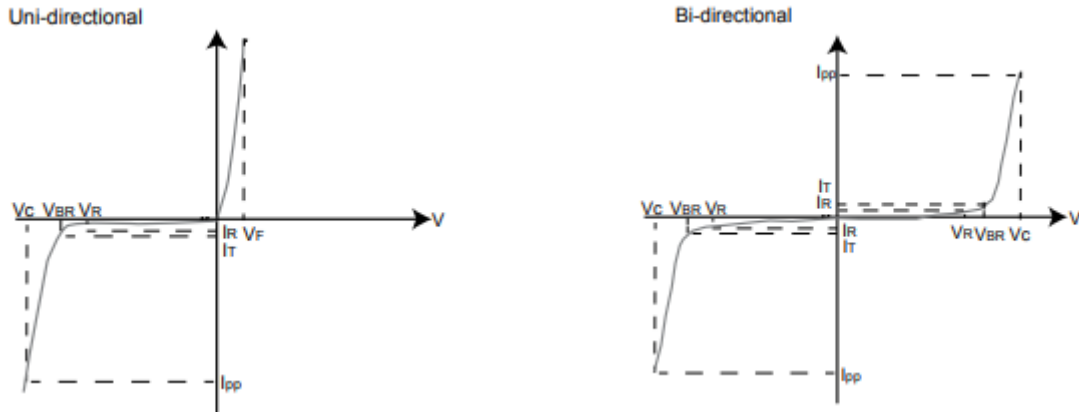 Uni-directional
Bi-directional
Ipp
IT
IR
VC VBR VR V
IR VF
IT
Ipp
VC VBR VR V
IR VR VBR VC
IT
Ipp